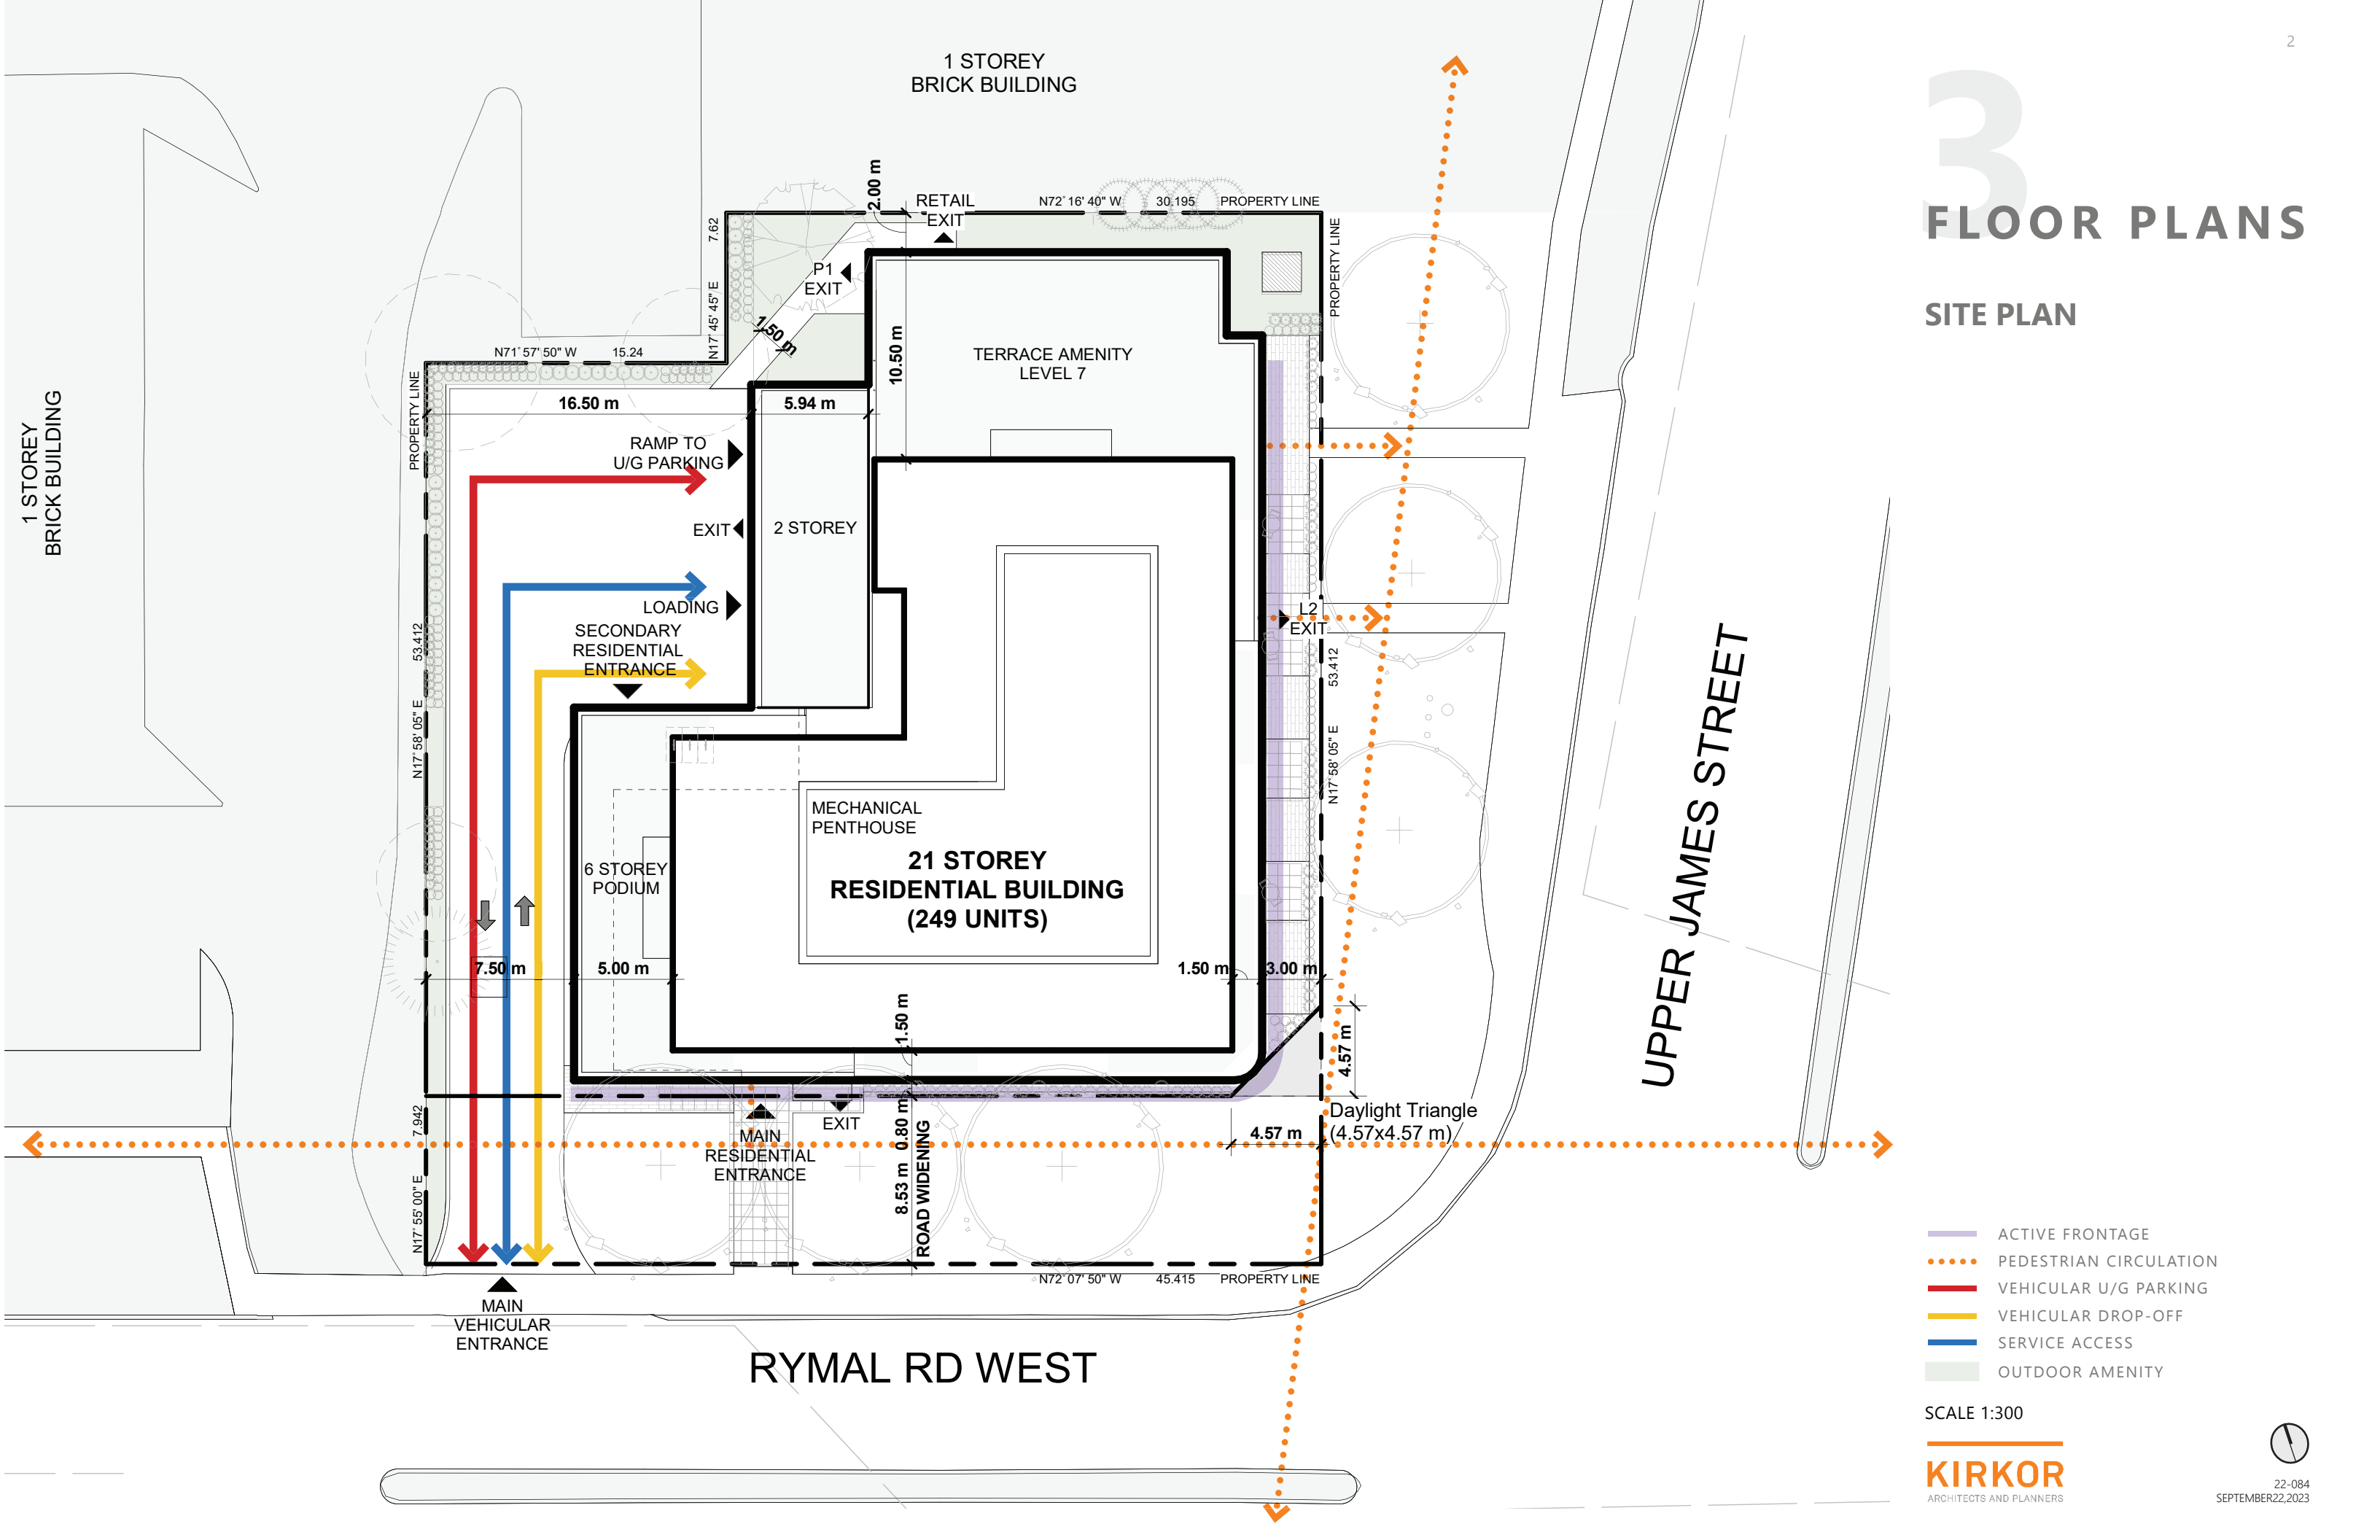 2
3
FLOOR PLANS
SITE PLAN
1 STOREY
BRICK BUILDING
1 STOREY
BRICK BUILDING
2.00 m
RETAIL
EXIT
N72° 16' 40" W
30.195
PROPERTY LINE
7.62
N17° 45' 45" E
P1
EXIT
1.50 m
PROPERTY LINE
N71° 57' 50" W
15.24
PROPERTY LINE
10.50 m
TERRACE AMENITY
LEVEL 7
16.50 m
5.94 m
RAMP TO
U/G PARKING
EXIT
2 STOREY
LOADING
SECONDARY
RESIDENTIAL
ENTRANCE
L2
EXIT
53.412
N17° 58' 05" E
53.412
N17° 58' 05" E
MECHANICAL
PENTHOUSE
21 STOREY
RESIDENTIAL BUILDING
(249 UNITS)
6 STOREY
PODIUM
7.50 m
5.00 m
1.50 m
3.00 m
1.50 m
4.57 m
UPPER JAMES STREET
7.942
N17° 55' 00" E
MAIN
RESIDENTIAL
ENTRANCE
EXIT
0.80 m
8.53 m
ROAD WIDENING
4.57 m
Daylight Triangle
(4.57x4.57 m)
N72° 07' 50" W
45.415
PROPERTY LINE
MAIN
VEHICULAR
ENTRANCE
RYMAL RD WEST
ACTIVE FRONTAGE
PEDESTRIAN CIRCULATION
VEHICULAR U/G PARKING
VEHICULAR DROP-OFF
SERVICE ACCESS
OUTDOOR AMENITY
SCALE 1:300
KIRKOR
ARCHITECTS AND PLANNERS
22-084
SEPTEMBER22,2023